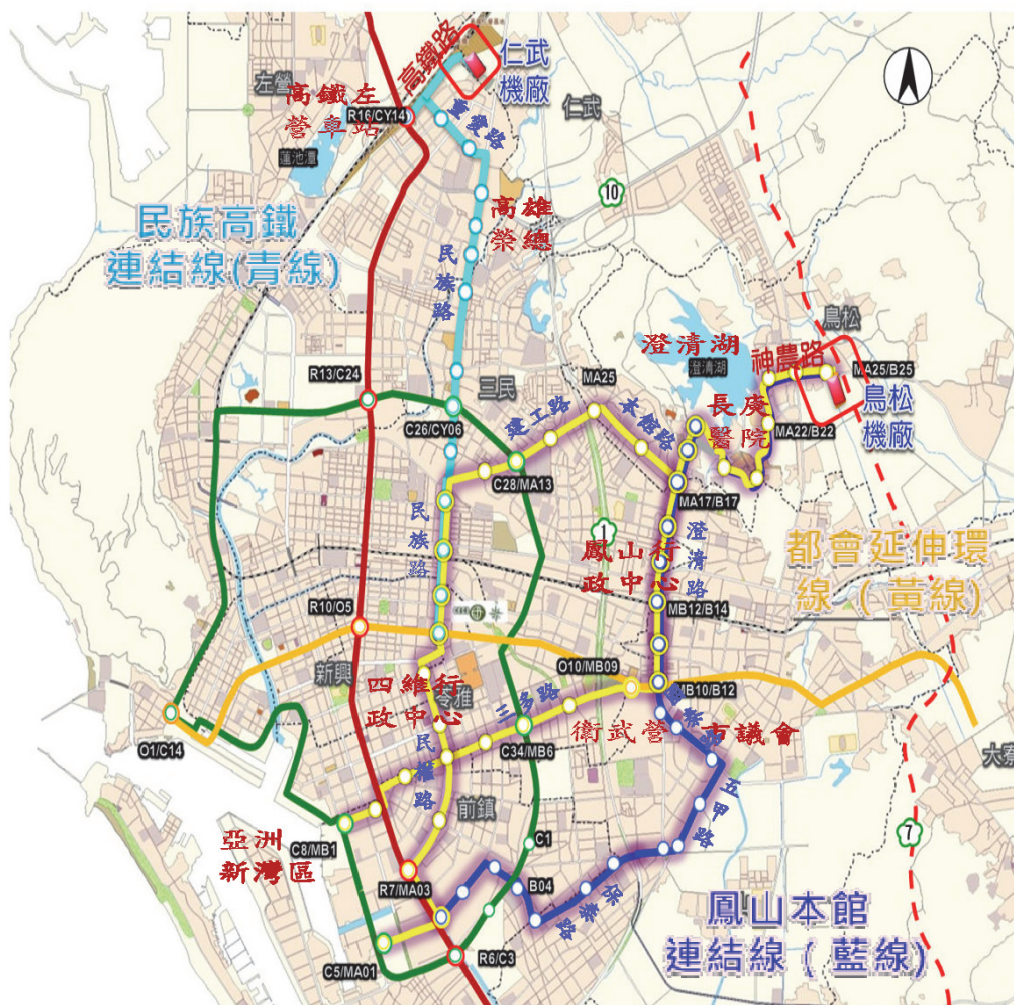 高鐵路
仁武
機廠
左營
仁武
高鐵左
營車站
R16/CY14
重愛路
蓮池潭
10
高雄
榮總
民族高鐵
連結線(青線)
民族路
鳥松
澄清湖
澄清湖
神農路
R13/C24
MA25
MA25/B25
三民
鳥松
機廠
C26/CY06
建工路
本館路
長庚
醫院
MA22/B22
C28/MA13
MA17/B17
民族路
1
澄清路
鳳山行
政中心
都會延伸環
線（黃線）
MB12/B14
R10/O5
O10/MB09
新興
四維行
政中心
苓雅
三多路
MB10/B12
衛武營
市議會
O1/C14
C34/MB6
大寮
民權路
五甲路
前鎮
7
C8/MB1
亞洲
新灣區
C1
R7/MA03
B04
保泰路
鳳山本館
連結線（藍線）
C5/MA01
R6/C3